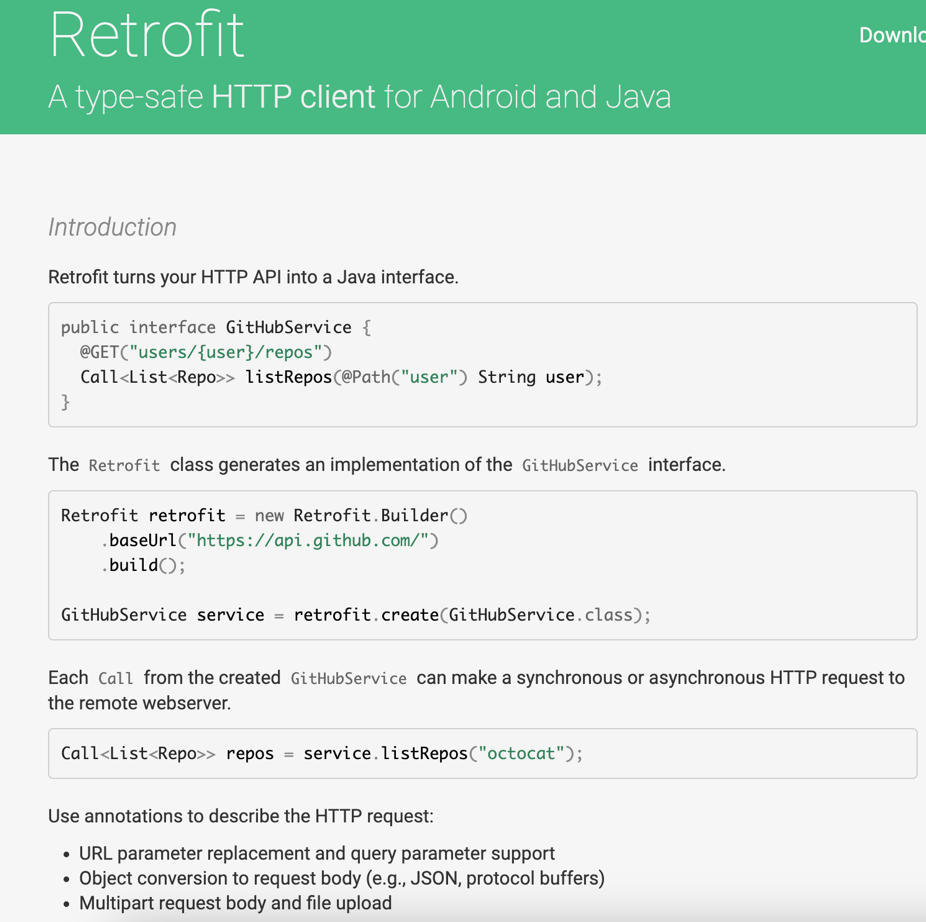 Retrofit
Downlo
A type-safe HTTP client for Android and Java
Introduction
Retrofit turns your HTTP API into a Java interface.
public interface GitHubService {
  @GET("users/{user}/repos")
  Call<List<Repo>> listRepos(@Path("user") String user);
}
The Retrofit class generates an implementation of the GitHubService interface.
Retrofit retrofit = new Retrofit.Builder()
    .baseUrl("https://api.github.com/")
    .build();
GitHubService service = retrofit.create(GitHubService.class);
Each Call from the created GitHubService can make a synchronous or asynchronous HTTP request to
the remote webserver.
Call<List<Repo>> repos = service.listRepos("octocat");
Use annotations to describe the HTTP request:
• URL parameter replacement and query parameter support
• Object conversion to request body (e.g., JSON, protocol buffers)
• Multipart request body and file upload